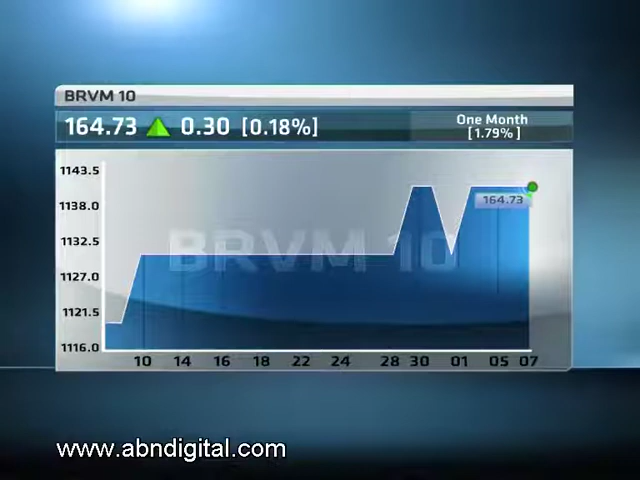 BRVM 10
164.73 0.30 [0.18%]
One Month
[1.79%]
1143.5
1138.0
1132.5
1127.0
1121.5
1116.0
BRVM 10
164.73
10 14 16 18 22 24 28 30 01 05 07
www.abndigital.com